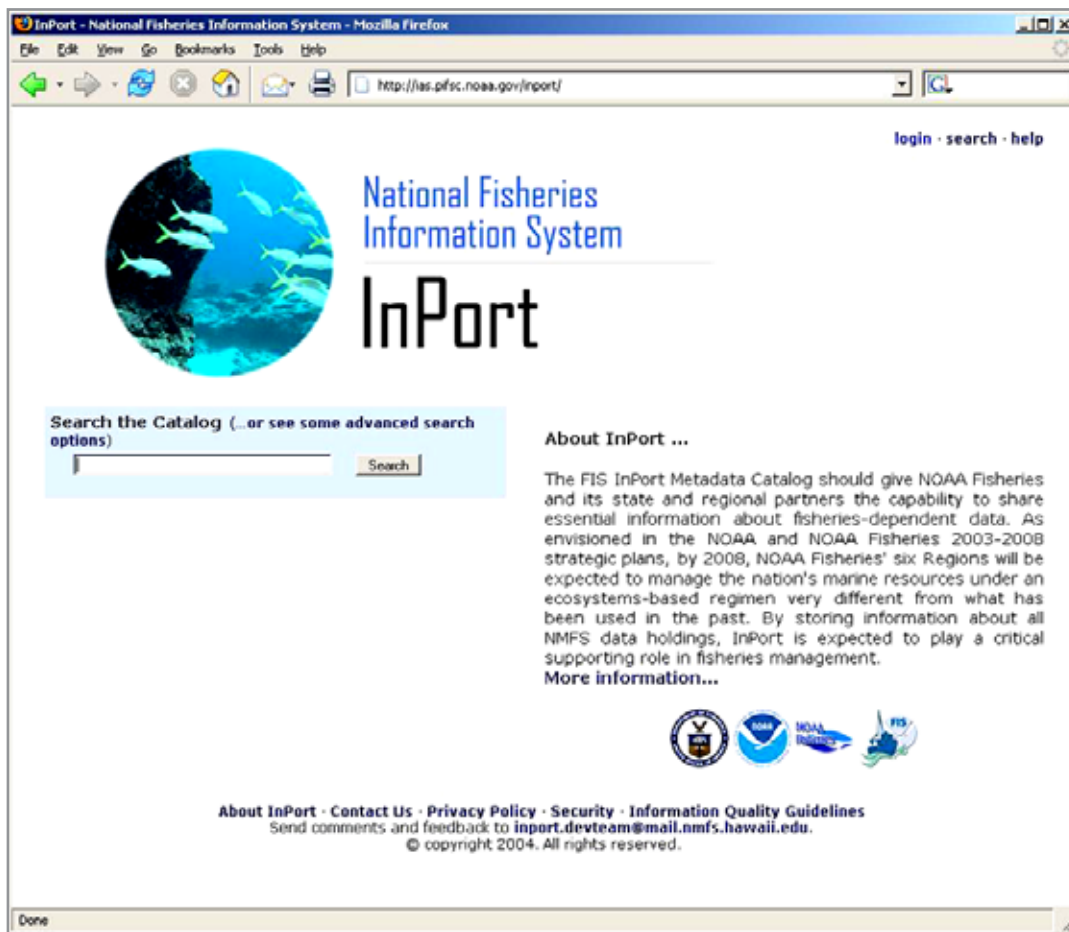 InPort - National Fisheries Information System - Mozilla Firefox
File Edit View Go Bookmarks Tools Help
http://ias.pifsc.noaa.gov/inport/
login · search · help
National Fisheries
Information System
InPort
Search the Catalog (...or see some advanced search
options)
Search
About InPort ...
The FIS InPort Metadata Catalog should give NOAA Fisheries
and its state and regional partners the capability to share
essential information about fisheries-dependent data. As
envisioned in the NOAA and NOAA Fisheries 2003-2008
strategic plans, by 2008, NOAA Fisheries' six Regions will be
expected to manage the nation's marine resources under an
ecosystems-based regimen very different from what has
been used in the past. By storing information about all
NMFS data holdings, InPort is expected to play a critical
supporting role in fisheries management.
More information...
NOAA
NOAA
Fisheries
FIS
About InPort · Contact Us · Privacy Policy · Security · Information Quality Guidelines
Send comments and feedback to inport.devteam@mail.nmfs.hawaii.edu.
© copyright 2004. All rights reserved.
Done